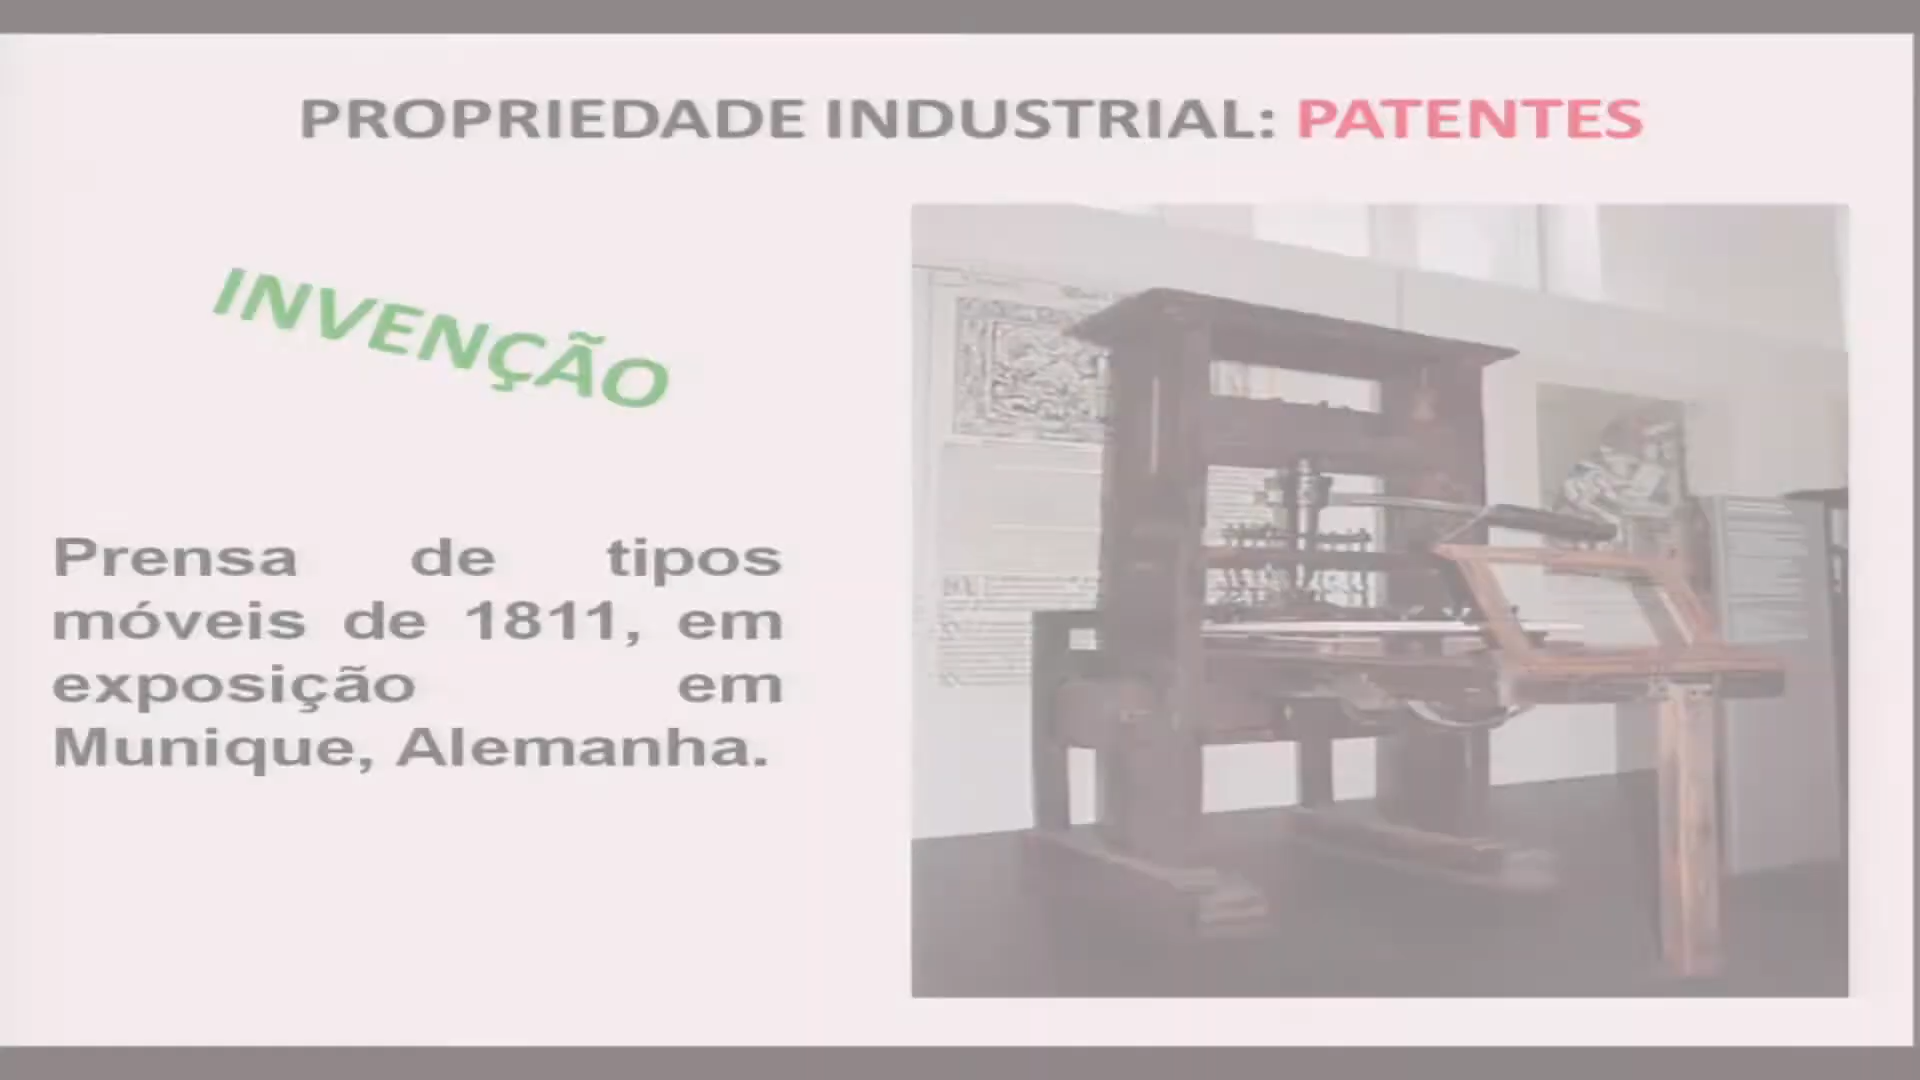 PROPRIEDADE INDUSTRIAL: PATENTES
INVENÇÃO
Prensa de tipos
móveis de 1811, em
exposição em
Munique, Alemanha.